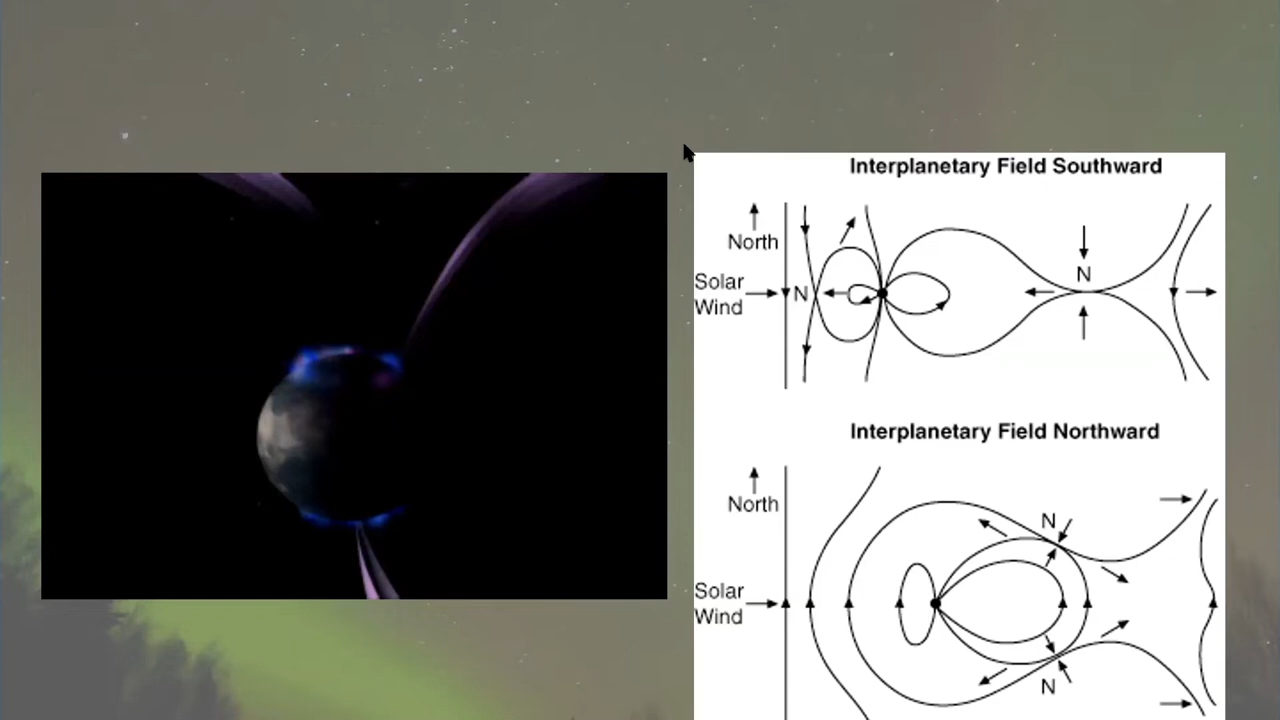 Interplanetary Field Southward
North
N
Solar
Wind
N
Interplanetary Field Northward
North
N
Solar
Wind
N